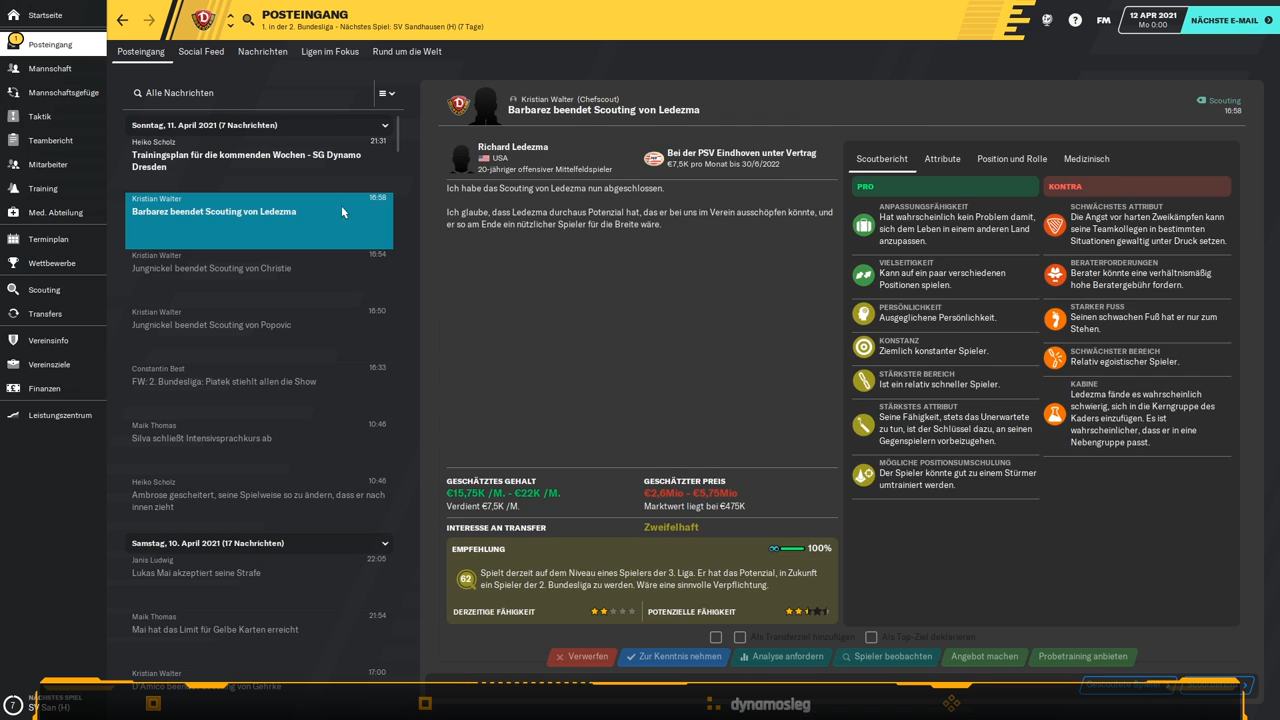 Startseite
1
Posteingang
Mannschaft
Mannschaftsgefüge
Taktik
Teambericht
Mitarbeiter
Training
Med. Abteilung
Terminplan
Wettbewerbe
Scouting
Transfers
Vereinsinfo
Vereinsziele
Finanzen
Leistungszentrum
POSTEINGANG
1. in der 2. Bundesliga - Nächstes Spiel: SV Sandhausen (H) (7 Tage)
FM
12 APR 2021
Mo 0:00
NÄCHSTE E-MAIL
Posteingang Social Feed Nachrichten Ligen im Fokus Rund um die Welt
Alle Nachrichten
Sonntag, 11. April 2021 (7 Nachrichten)
Heiko Scholz 21:31
Trainingsplan für die kommenden Wochen - SG Dynamo
Dresden
Kristian Walter 16:58
Barbarez beendet Scouting von Ledezma
Kristian Walter 16:54
Jungnickel beendet Scouting von Christie
Kristian Walter 16:50
Jungnickel beendet Scouting von Popovic
Constantin Best 16:33
FW: 2. Bundesliga: Piatek stiehlt allen die Show
Maik Thomas 10:46
Silva schließt Intensivsprachkurs ab
Heiko Scholz 10:46
Ambrose gescheitert, seine Spielweise so zu ändern, dass er nach
innen zieht
Samstag, 10. April 2021 (17 Nachrichten)
Janis Ludwig 22:05
Lukas Mai akzeptiert seine Strafe
Maik Thomas 21:54
Mai hat das Limit für Gelbe Karten erreicht
Kristian Walter 17:00
D'Amico beendet Scouting von Gehrke
Kristian Walter (Chefscout)
Barbarez beendet Scouting von Ledezma
Scouting
16:58
Richard Ledezma
USA
20-jähriger offensiver Mittelfeldspieler
Bei der PSV Eindhoven unter Vertrag
€7,5K pro Monat bis 30/6/2022
Ich habe das Scouting von Ledezma nun abgeschlossen.
Ich glaube, dass Ledezma durchaus Potenzial hat, das er bei uns im Verein ausschöpfen könnte, und
er so am Ende ein nützlicher Spieler für die Breite wäre.
GESCHÄTZTES GEHALT
€15,75K /M. - €22K /M.
Verdient €7,5K /M.
GESCHÄTZTER PREIS
€2,6Mio - €5,75Mio
Marktwert liegt bei €475K
INTERESSE AN TRANSFER Zweifelhaft
EMPFEHLUNG 100%
62
Spielt derzeit auf dem Niveau eines Spielers der 3. Liga. Er hat das Potenzial, in Zukunft
ein Spieler der 2. Bundesliga zu werden. Wäre eine sinnvolle Verpflichtung.
DERZEITIGE FÄHIGKEIT POTENZIELLE FÄHIGKEIT
Scoutbericht Attribute Position und Rolle Medizinisch
PRO
ANPASSUNGSFÄHIGKEIT
Hat wahrscheinlich kein Problem damit,
sich dem Leben in einem anderen Land
anzupassen.
VIELSEITIGKEIT
Kann auf ein paar verschiedenen
Positionen spielen.
PERSÖNLICHKEIT
Ausgeglichene Persönlichkeit.
KONSTANZ
Ziemlich konstanter Spieler.
STÄRKSTER BEREICH
Ist ein relativ schneller Spieler.
STÄRKSTES ATTRIBUT
Seine Fähigkeit, stets das Unerwartete
zu tun, ist der Schlüssel dazu, an seinen
Gegenspielern vorbeizugehen.
MÖGLICHE POSITIONSUMSCHULUNG
Der Spieler könnte gut zu einem Stürmer
umtrainiert werden.
KONTRA
SCHWÄCHSTES ATTRIBUT
Die Angst vor harten Zweikämpfen kann
seine Teamkollegen in bestimmten
Situationen gewaltig unter Druck setzen.
BERATERFORDERUNGEN
Berater könnte eine verhältnismäßig
hohe Beratergebühr fordern.
STARKER FUSS
Seinen schwachen Fuß hat er nur zum
Stehen.
SCHWÄCHSTER BEREICH
Relativ egoistischer Spieler.
KABINE
Ledezma fände es wahrscheinlich
schwierig, sich in die Kerngruppe des
Kaders einzufügen. Es ist
wahrscheinlicher, dass er in eine
Nebengruppe passt.
Als Transferziel hinzufügen Als Top-Ziel deklarieren
Verwerfen Zur Kenntnis nehmen Analyse anfordern Spieler beobachten Angebot machen Probetraining anbieten
Gescoutete Spieler
7
NÄCHSTES SPIEL
SV San (H)
dynamosleg